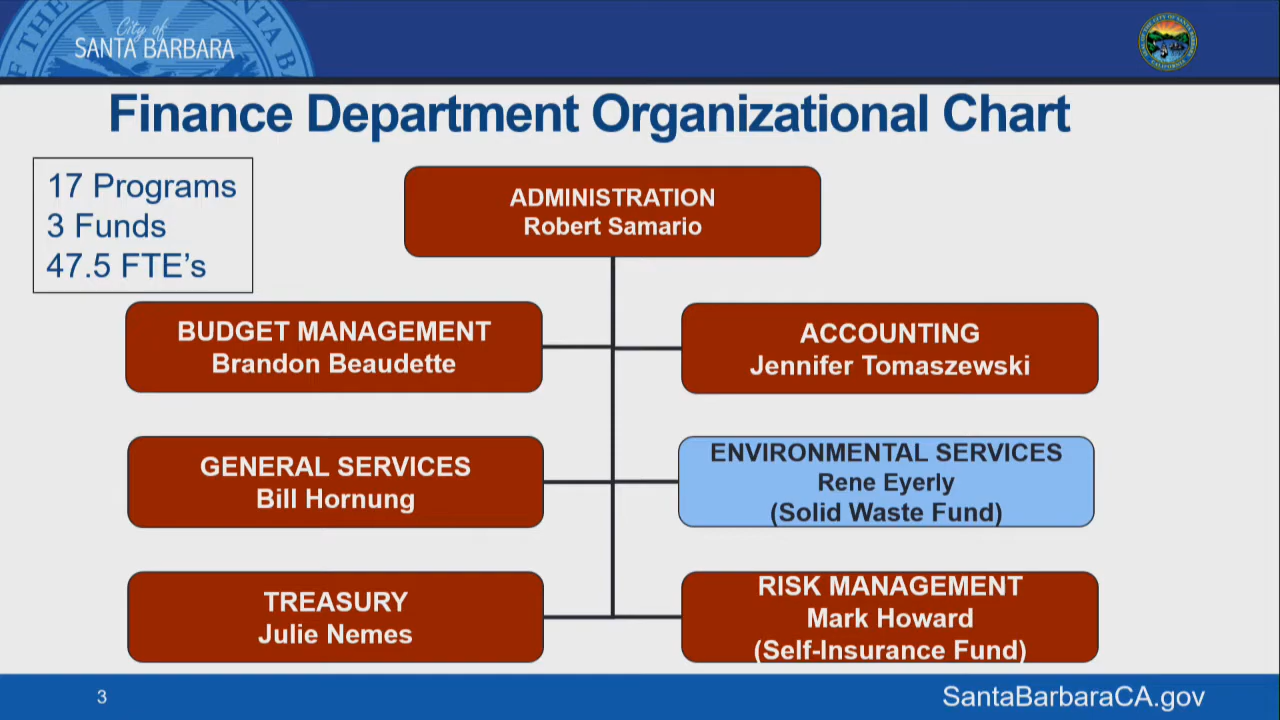 City of
SANTA BARBARA
Finance Department Organizational Chart
17 Programs
3 Funds
47.5 FTE’s
ADMINISTRATION
Robert Samario
BUDGET MANAGEMENT
Brandon Beaudette
ACCOUNTING
Jennifer Tomaszewski
GENERAL SERVICES
Bill Hornung
ENVIRONMENTAL SERVICES
Rene Eyerly
(Solid Waste Fund)
TREASURY
Julie Nemes
RISK MANAGEMENT
Mark Howard
(Self-Insurance Fund)
3
SantaBarbaraCA.gov